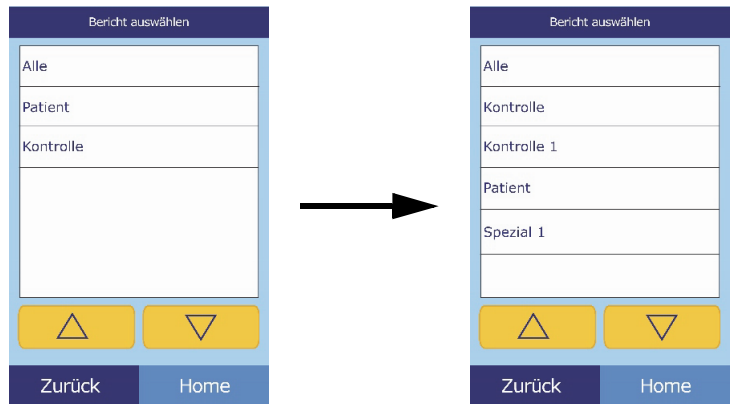 Bericht auswählen
Alle
Patient
Kontrolle
Zurück
Home
Bericht auswählen
Alle
Kontrolle
Kontrolle 1
Patient
Spezial 1
Zurück
Home